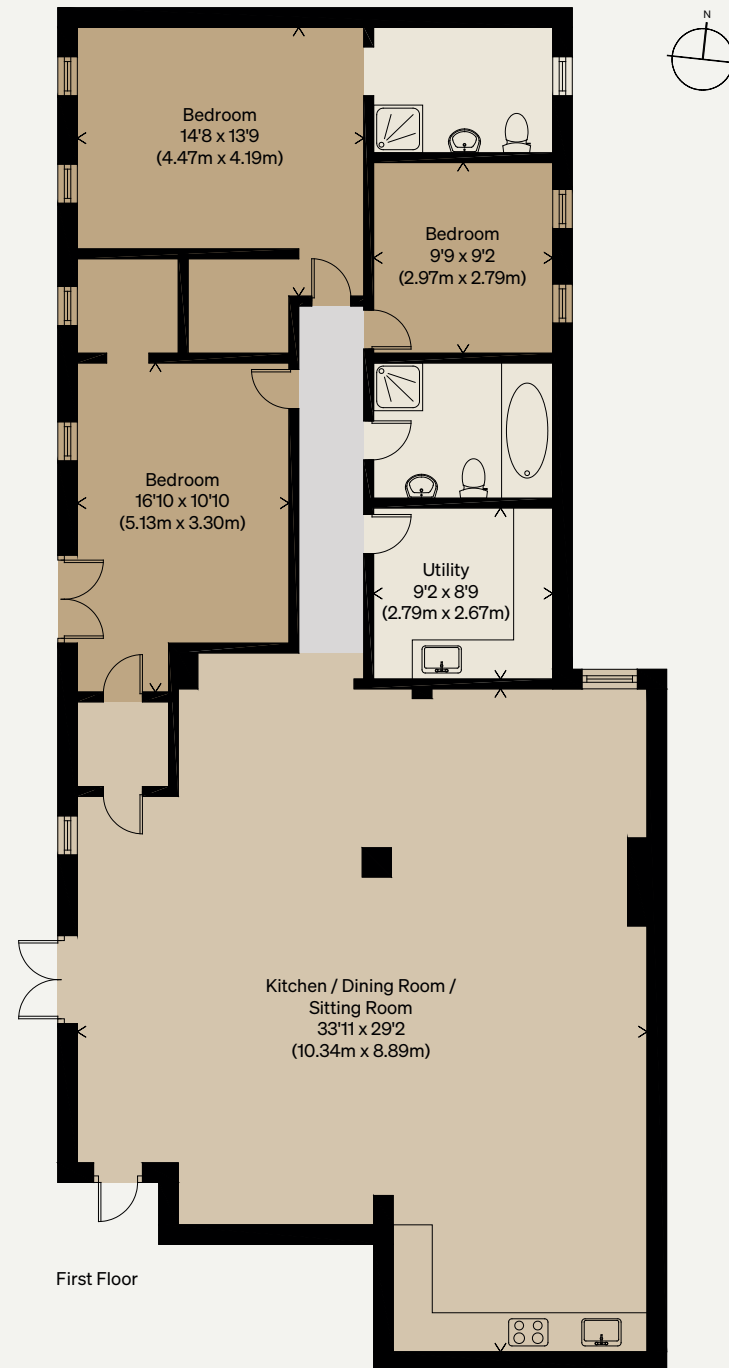 N
Bedroom
14'8 x 13'9
(4.47m x 4.19m)
Bedroom
9'9 x 9'2
(2.97m x 2.79m)
Bedroom
16'10 x 10'10
(5.13m x 3.30m)
Utility
9'2 x 8'9
(2.79m x 2.67m)
Kitchen / Dining Room /
Sitting Room
33'11 x 29'2
(10.34m x 8.89m)
First Floor